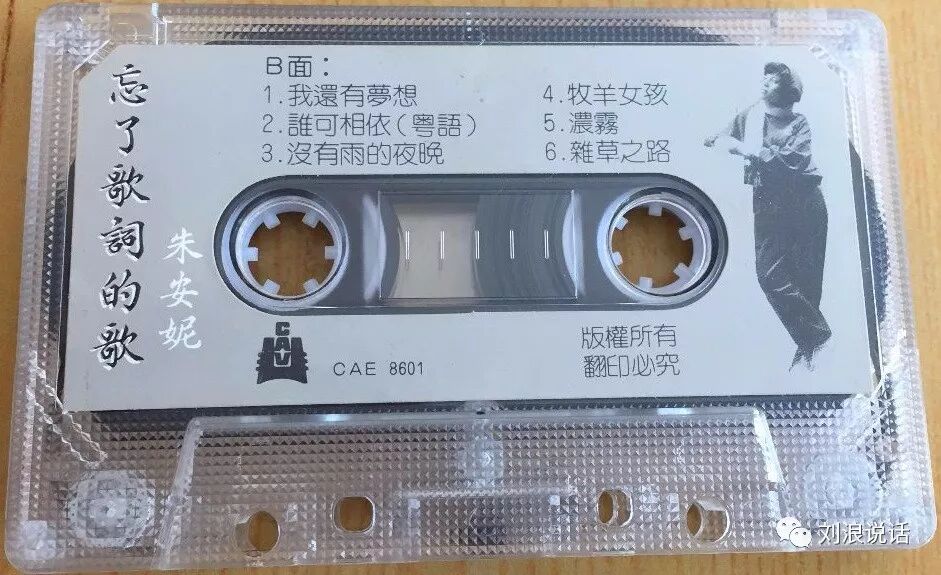 忘了歌詞的歌
朱安妮
B面：
1.我還有夢想
2.誰可相依（粵語）
3.沒有雨的夜晚
4.牧羊女孩
5.濃霧
6.雜草之路
CAV
CAE 8601
版權所有
翻印必究
刘浪说话